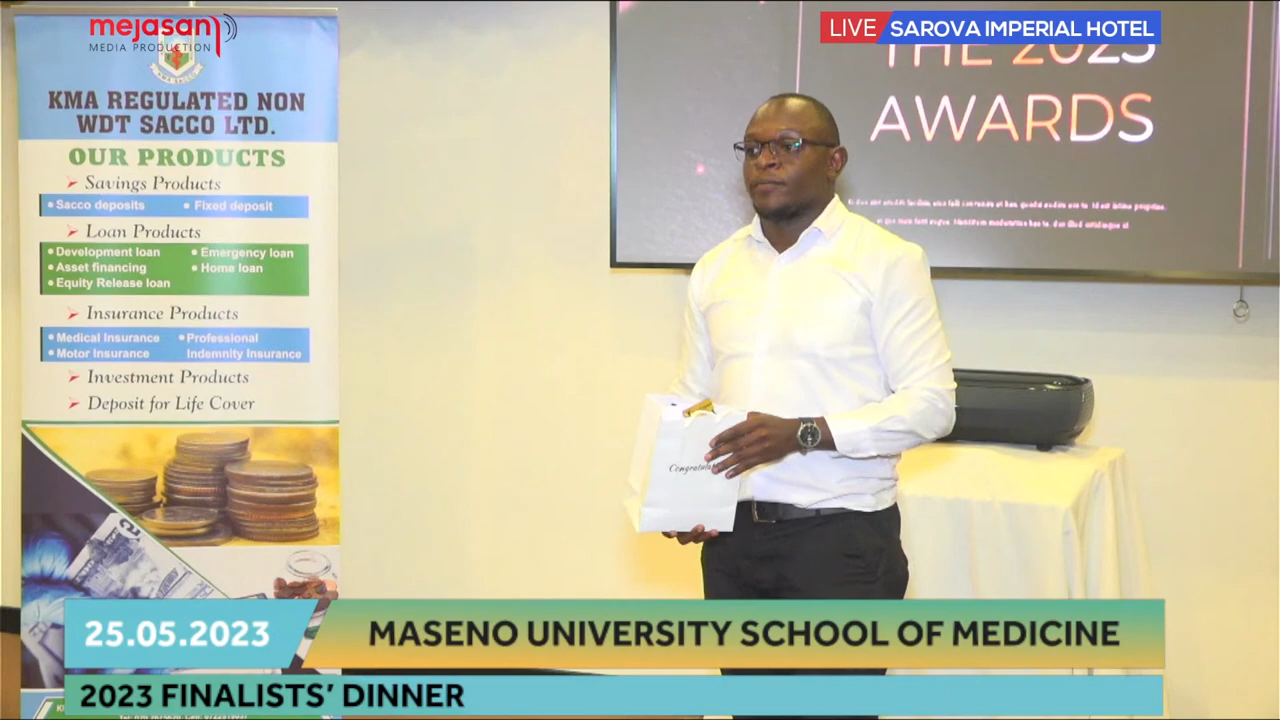 mejasan
MEDIA PRODUCTION
LIVE SAROVA IMPERIAL HOTEL
KMA REGULATED NON
WDT SACCO LTD.
OUR PRODUCTS
Savings Products
Sacco deposits
Fixed deposit
Loan Products
Development loan
Emergency loan
Asset financing
Home loan
Equity Release loan
Insurance Products
Medical Insurance
Professional
Motor Insurance
Indemnity Insurance
Investment Products
Deposit for Life Cover
THE 2023
AWARDS
25.05.2023
MASENO UNIVERSITY SCHOOL OF MEDICINE
2023 FINALISTS' DINNER